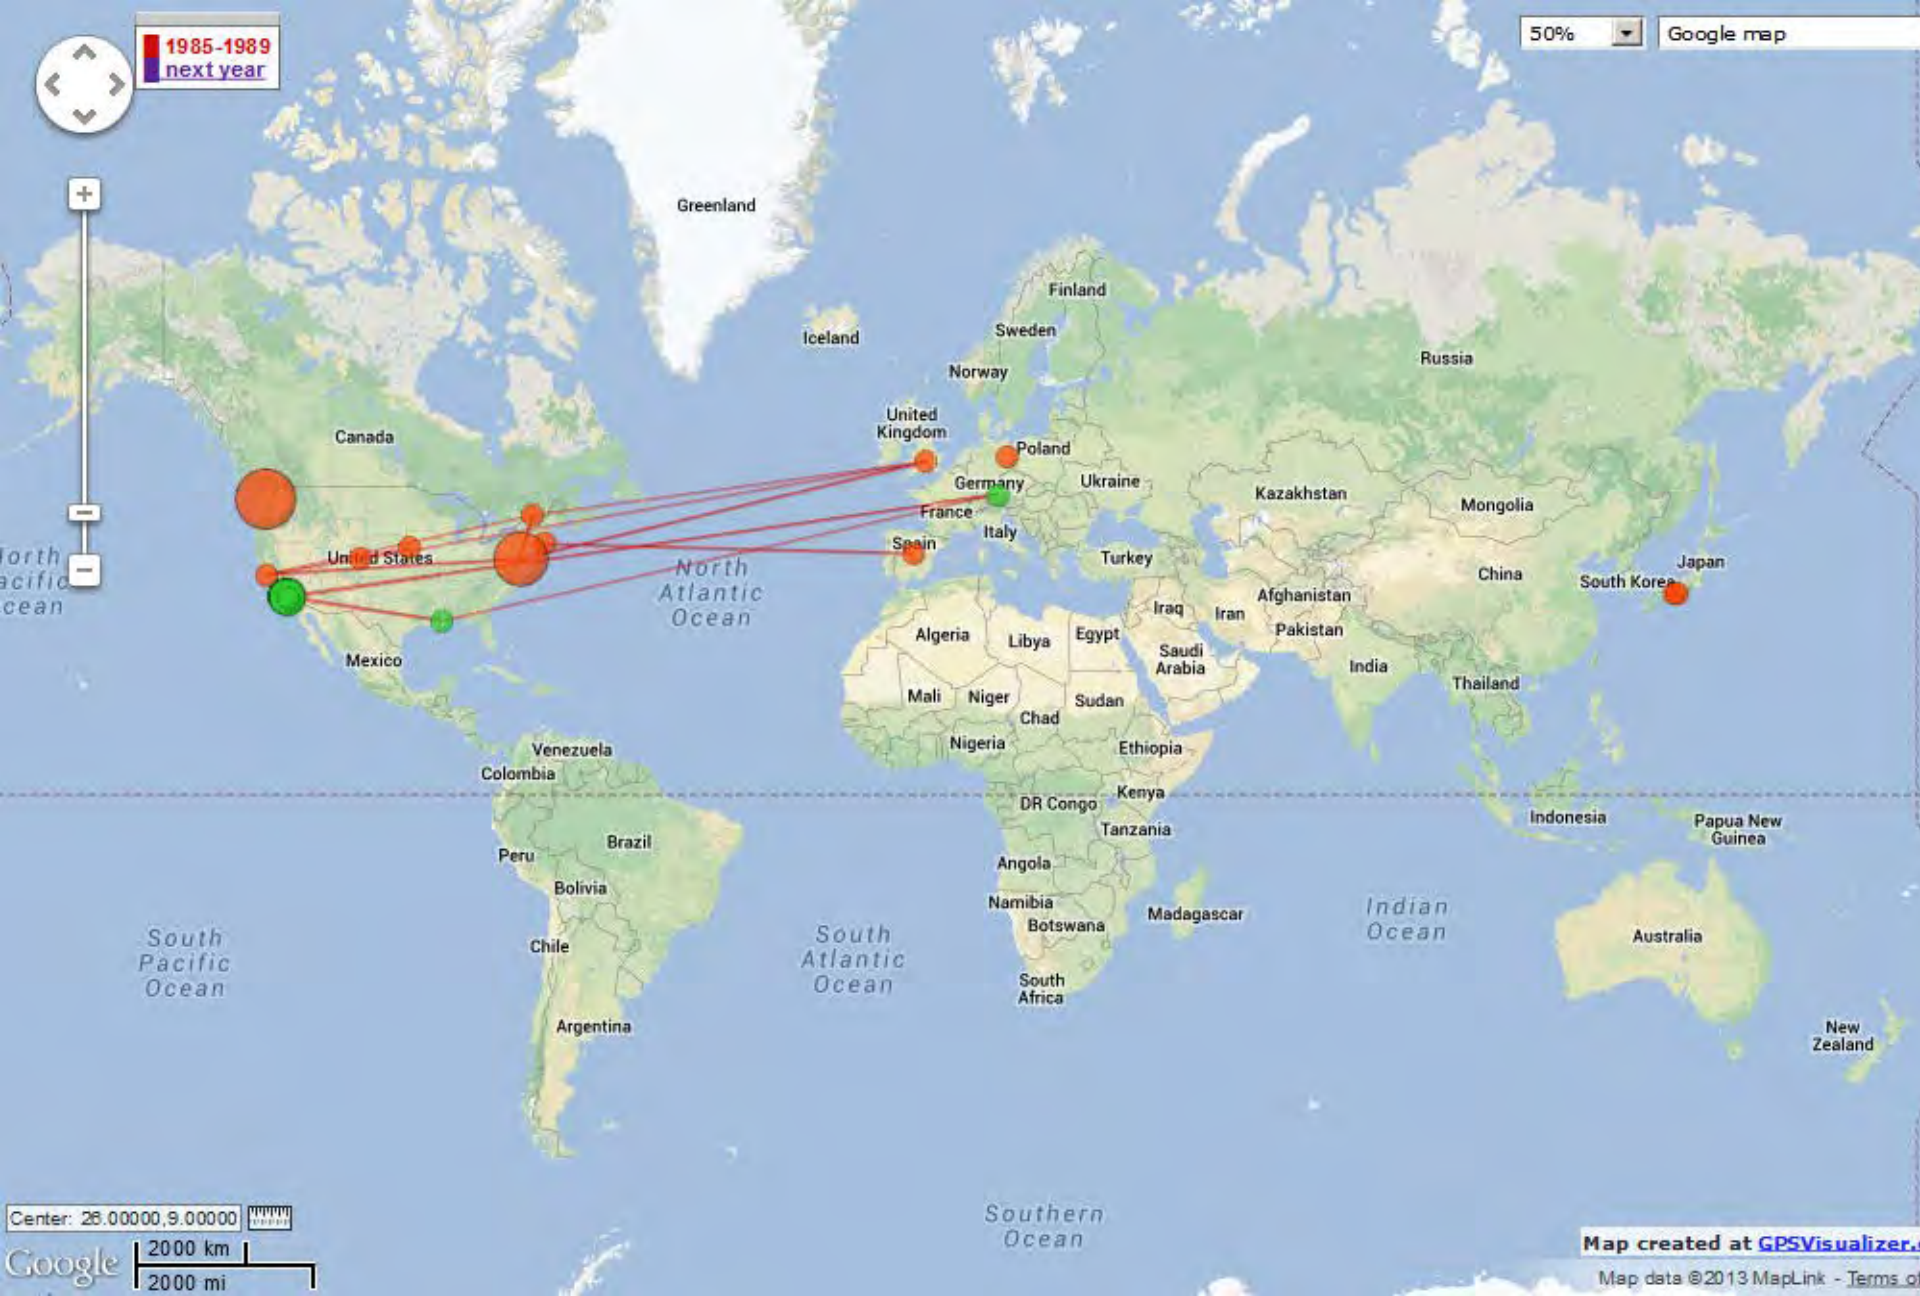 1985-1989
next year
50%
Google map
Greenland
Finland
Iceland
Sweden
Russia
Norway
United
Kingdom
Canada
Poland
Germany
Ukraine
Kazakhstan
Mongolia
France
Italy
Spain
United States
Turkey
North
Atlantic
Ocean
Japan
South Korea
China
Afghanistan
Iraq
Iran
Pakistan
Algeria
Libya
Egypt
Saudi
Arabia
Mexico
India
Thailand
Mali
Niger
Sudan
Chad
Nigeria
Ethiopia
Venezuela
Colombia
Kenya
DR Congo
Tanzania
Indonesia
Papua New
Guinea
Brazil
Peru
Angola
Bolivia
Namibia
Botswana
Madagascar
Indian
Ocean
Australia
South
Pacific
Ocean
Chile
South
Atlantic
Ocean
South
Africa
Argentina
New
Zealand
Southern
Ocean
Center: 26.00000,9.00000
Google
2000 km
2000 mi
Map created at GPSVisualizer.
Map data ©2013 MapLink - Terms of